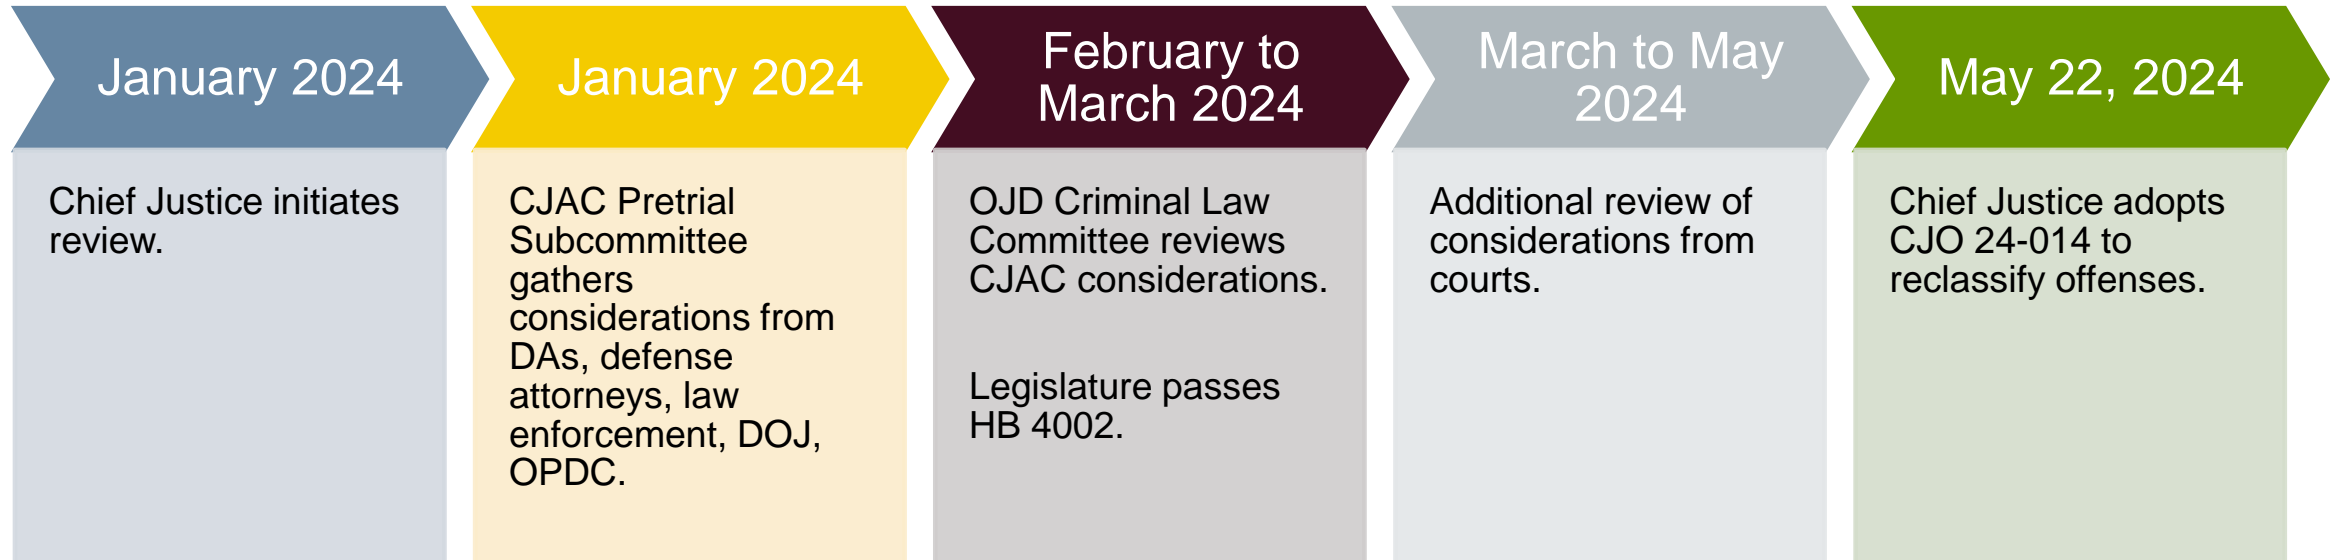 January 2024
Chief Justice initiates
review.
January 2024
CJAC Pretrial
Subcommittee
gathers
considerations from
DAs, defense
attorneys, law
enforcement, DOJ,
OPDC.
February to
March 2024
OJD Criminal Law
Committee reviews
CJAC considerations.
Legislature passes
HB 4002.
March to May
2024
Additional review of
considerations from
courts.
May 22, 2024
Chief Justice adopts
CJO 24-014 to
reclassify offenses.